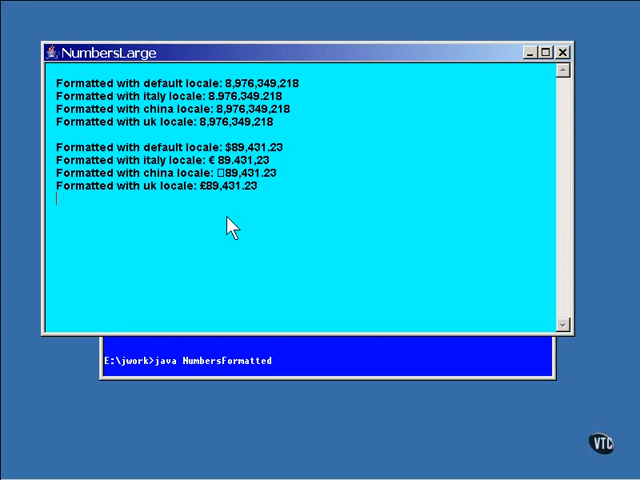 NumbersLarge
Formatted with default locale: 8,976,349,218
Formatted with italy locale: 8.976.349.218
Formatted with china locale: 8,976,349,218
Formatted with uk locale: 8,976,349,218
Formatted with default locale: $89,431.23
Formatted with italy locale: € 89.431,23
Formatted with china locale: □89,431.23
Formatted with uk locale: £89,431.23
E:\jwork>java NumbersFormatted
VTC